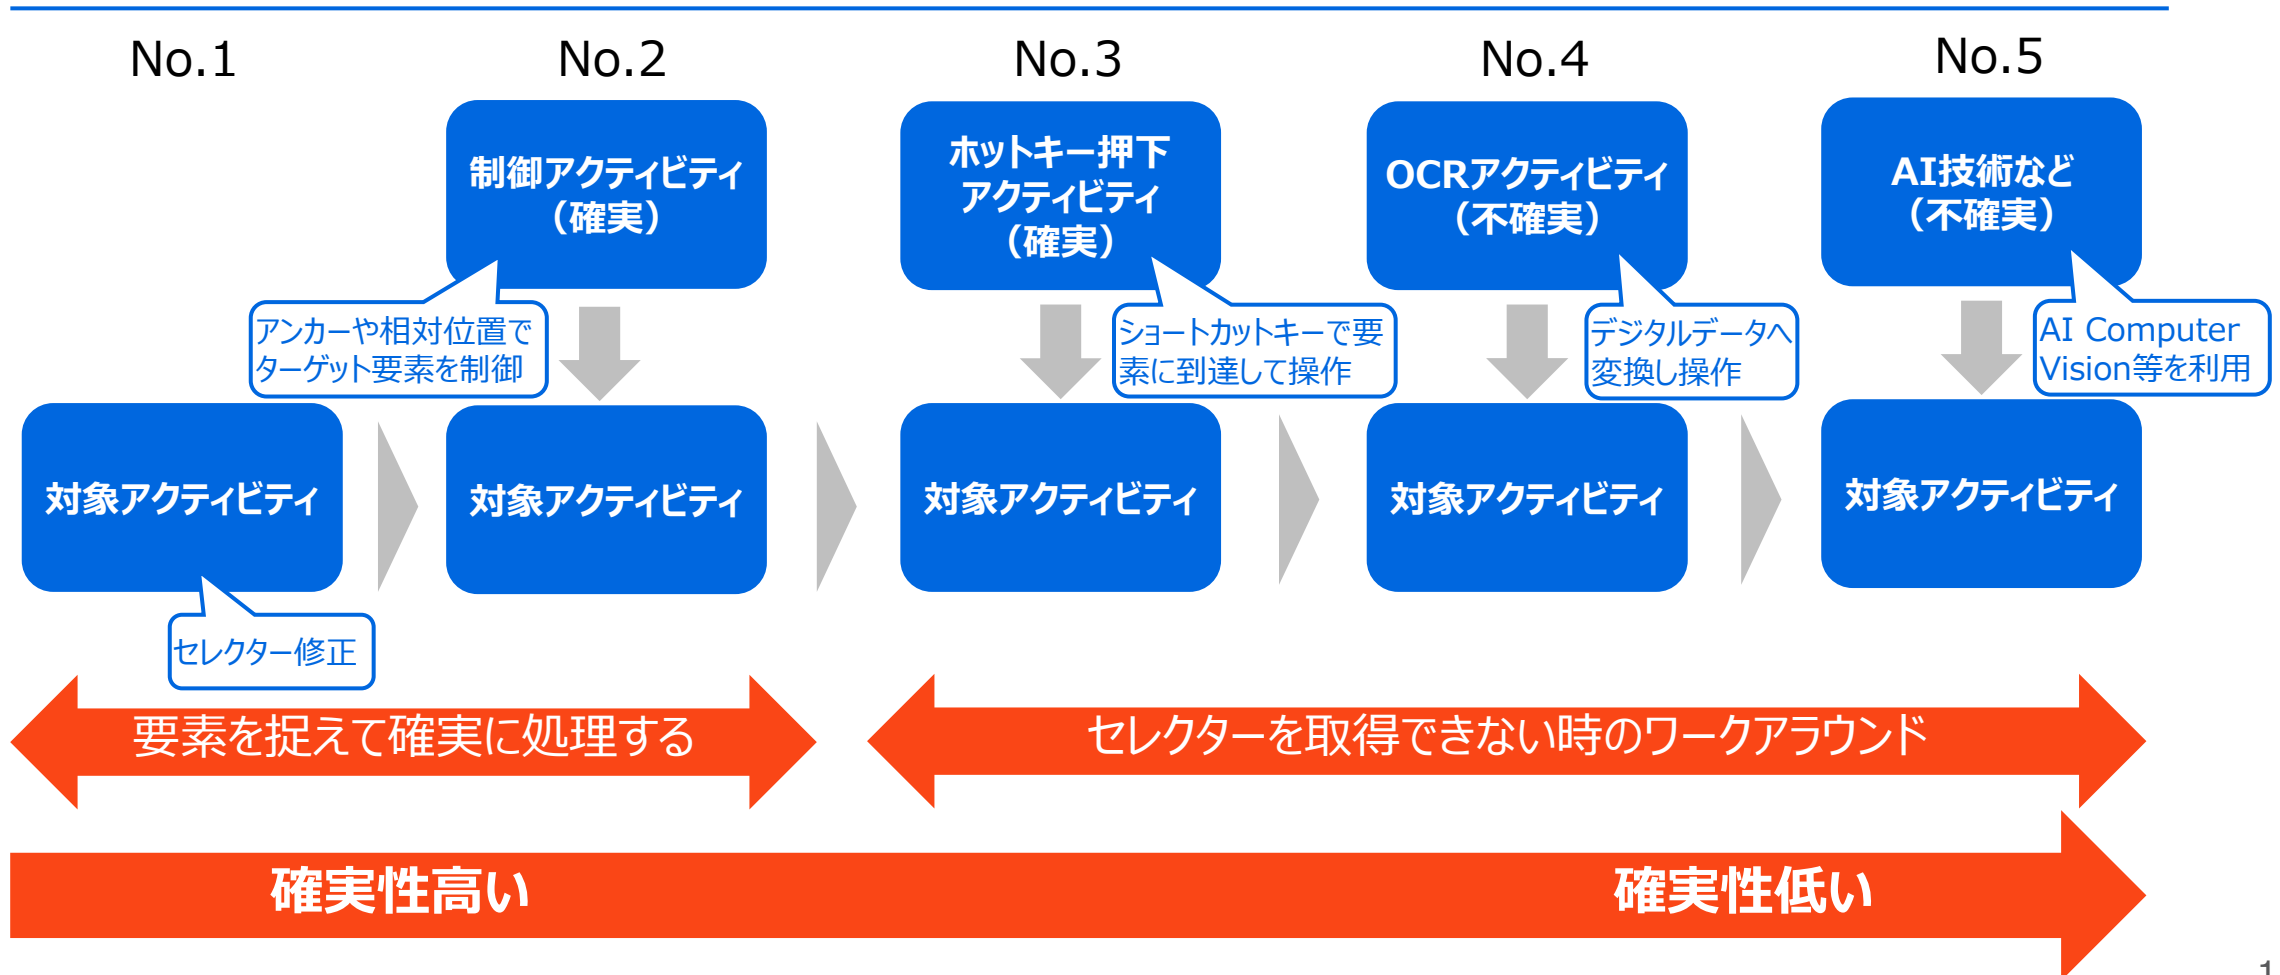 No.1
No.2
No.3
No.4
No.5
制御アクティビティ
（確実）
ホットキー押下
アクティビティ
（確実）
OCRアクティビティ
（不確実）
AI技術など
（不確実）
アンカーや相対位置で
ターゲット要素を制御
ショートカットキーで要
素に到達して操作
デジタルデータへ
変換し操作
AI Computer
Vision等を利用
対象アクティビティ
対象アクティビティ
対象アクティビティ
対象アクティビティ
対象アクティビティ
セレクター修正
要素を捉えて確実に処理する
セレクターを取得できない時のワークアラウンド
確実性高い
確実性低い
1